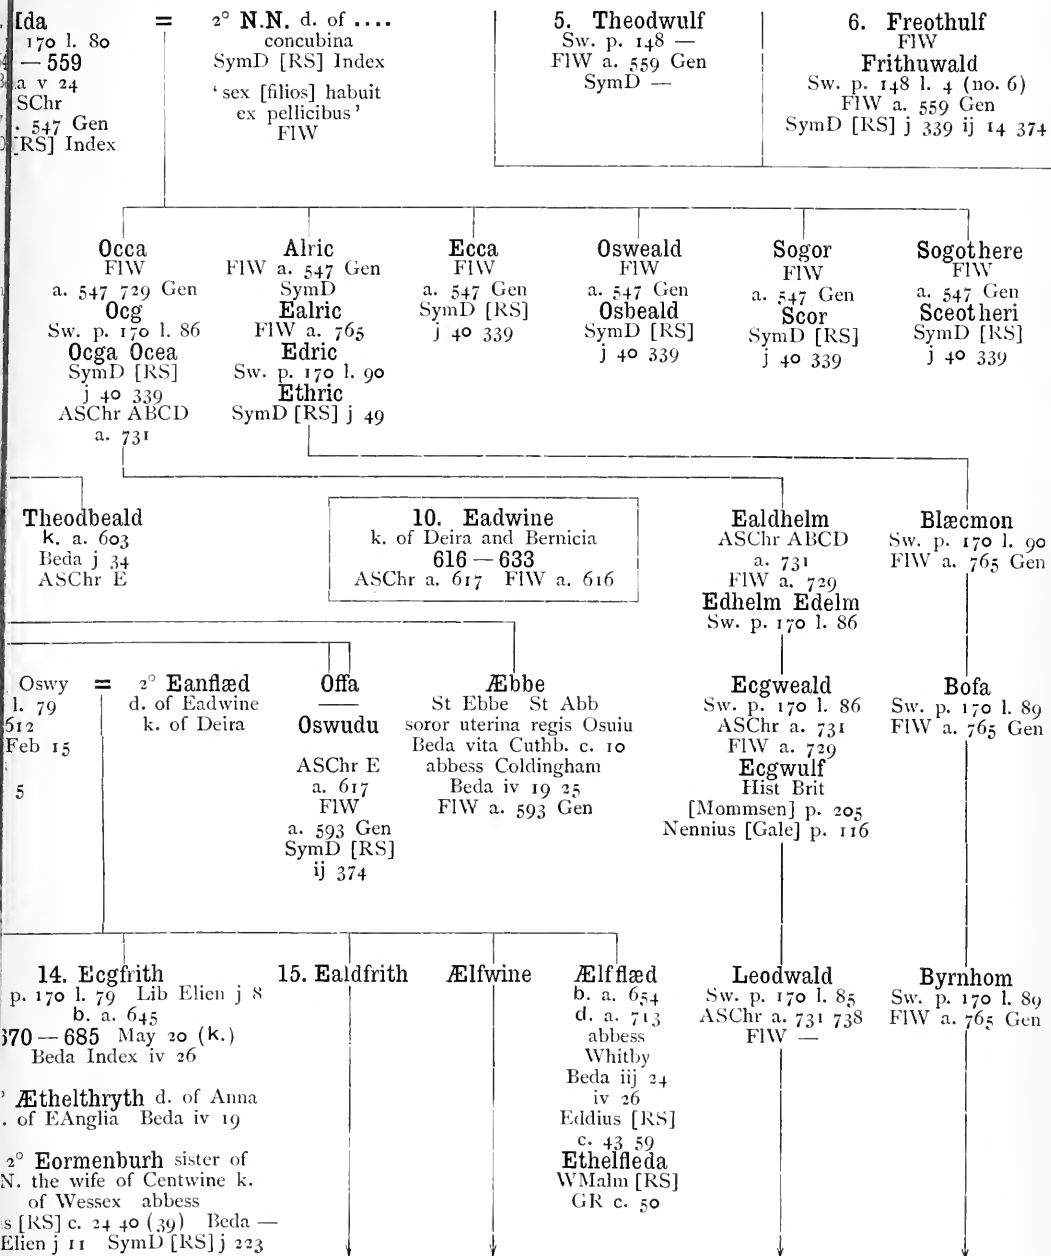 Ida
170 l. 80
— 559
a v 24
SChr
. 547 Gen
[RS] Index
=
2° N.N. d. of ....
concubina
SymD [RS] Index
‘sex [filios] habuit
ex pellicibus’
FlW
5. Theodwulf
Sw. p. 148 —
FlW a. 559 Gen
SymD —
6. Freothulf
FlW
Frithuwald
Sw. p. 148 l. 4 (no. 6)
FlW a. 559 Gen
SymD [RS] j 339 ij 14 374
Occa
FlW
a. 547 729 Gen
Ocg
Sw. p. 170 l. 86
Ocga Ocea
SymD [RS]
j 40 339
ASChr ABCD
a. 731
Alric
FlW a. 547 Gen
SymD
Ealric
FlW a. 765
Edric
Sw. p. 170 l. 90
Ethric
SymD [RS] j 49
Ecca
FlW
a. 547 Gen
SymD [RS]
j 40 339
Osweald
FlW
a. 547 Gen
Osbeald
SymD [RS]
j 40 339
Sogor
FlW
a. 547 Gen
Scor
SymD [RS]
j 40 339
Sogothere
FlW
a. 547 Gen
Sceotheri
SymD [RS]
j 40 339
Theodbeald
k. a. 603
Beda j 34
ASChr E
10. Eadwine
k. of Deira and Bernicia
616 — 633
ASChr a. 617 FlW a. 616
Ealdhelm
ASChr ABCD
a. 731
FlW a. 729
Edhelm Edelm
Sw. p. 170 l. 86
Blæcmon
Sw. p. 170 l. 90
FlW a. 765 Gen
Oswy
l. 79
612
Feb 15
5
=
2° Eanflæd
d. of Eadwine
k. of Deira
Offa
Oswudu
ASChr E
a. 617
FlW
a. 593 Gen
SymD [RS]
ij 374
Æbbe
St Ebbe St Abb
soror uterina regis Osuiu
Beda vita Cuthb. c. 10
abbess Coldingham
Beda iv 19 25
FlW a. 593 Gen
Ecgweald
Sw. p. 170 l. 86
ASChr a. 731
FlW a. 729
Ecgwulf
Hist Brit
[Mommsen] p. 205
Nennius [Gale] p. 116
Bofa
Sw. p. 170 l. 89
FlW a. 765 Gen
14. Ecgfrith
p. 170 l. 79 Lib Elien j 8
b. a. 645
670 — 685 May 20 (k.)
Beda Index iv 26
Æthelthryth d. of Anna
. of EAnglia Beda iv 19
2° Eormenburh sister of
N. the wife of Centwine k.
of Wessex abbess
s [RS] c. 24 40 (39) Beda —
Elien j 11 SymD [RS] j 223
15. Ealdfrith
Ælfwine
Ælfflæd
b. a. 654
d. a. 713
abbess
Whitby
Beda iij 24
iv 26
Eddius [RS]
c. 43 59
Ethelfleda
WMalm [RS]
GR c. 50
Leodwald
Sw. p. 170 l. 85
ASChr a. 731 738
FlW —
Byrnhom
Sw. p. 170 l. 89
FlW a. 765 Gen